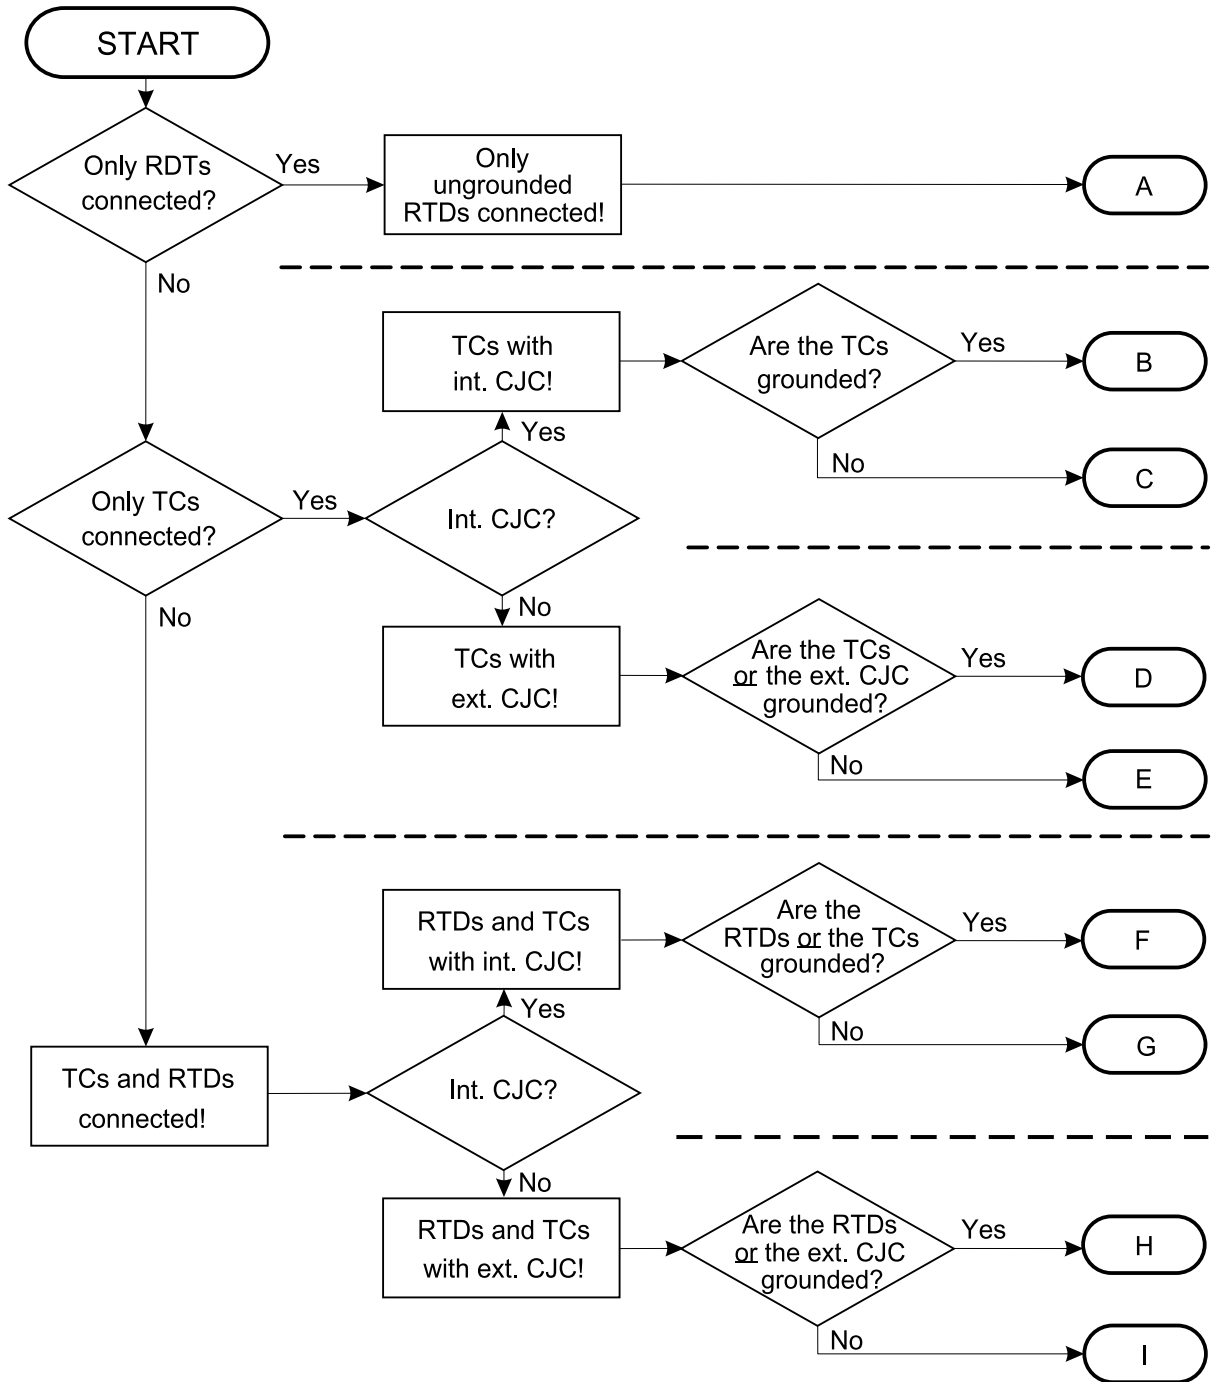 START
Only RDTs
connected?
Yes
Only
ungrounded
RTDs connected!
A
No
TCs with
int. CJC!
Are the TCs
grounded?
Yes
B
Yes
No
C
Only TCs
connected?
Yes
Int. CJC?
No
No
TCs with
ext. CJC!
Are the TCs
or the ext. CJC
grounded?
Yes
D
No
E
RTDs and TCs
with int. CJC!
Are the
RTDs or the TCs
grounded?
Yes
F
Yes
No
G
TCs and RTDs
connected!
Int. CJC?
No
RTDs and TCs
with ext. CJC!
Are the RTDs
or the ext. CJC
grounded?
Yes
H
No
I